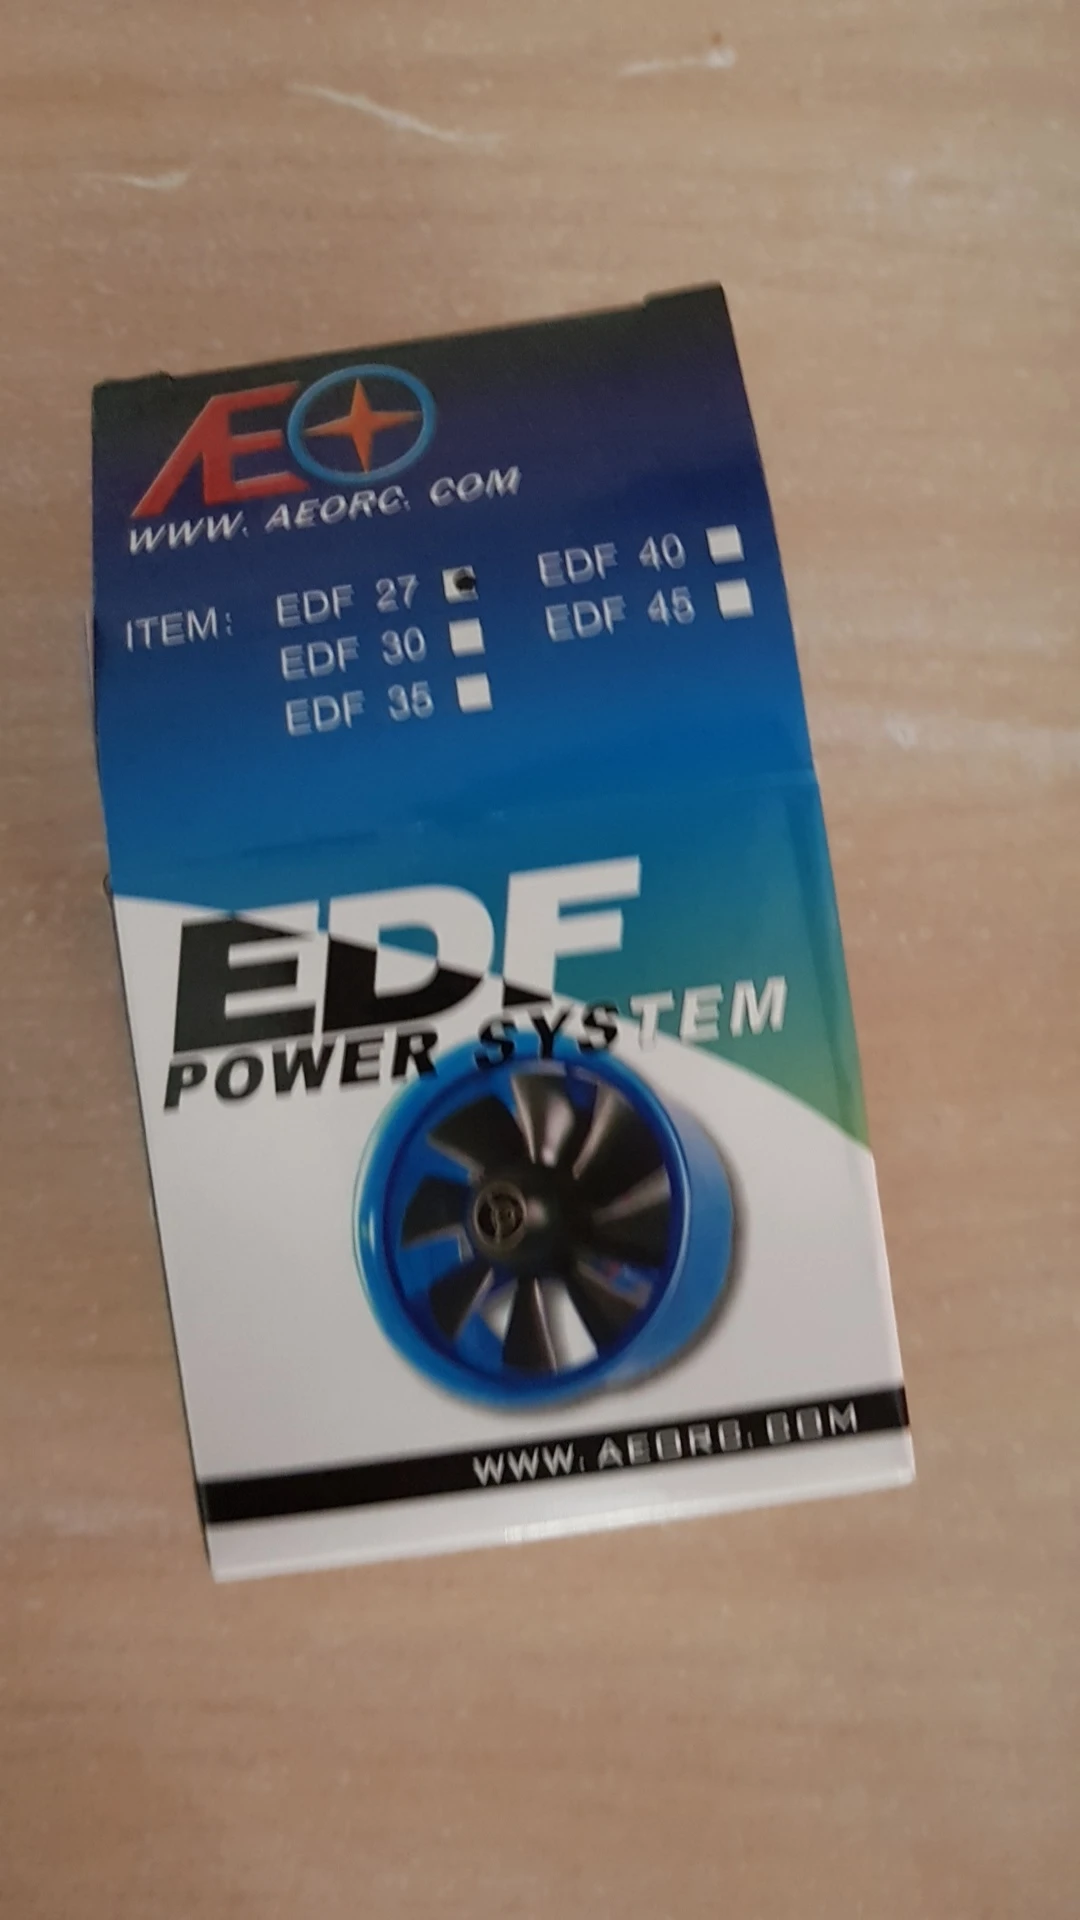 AEO
WWW. AEORC. COM
ITEM: EDF 27
EDF 30
EDF 35
EDF 40
EDF 45
EDF
POWER SYSTEM
WWW. AEORC. COM